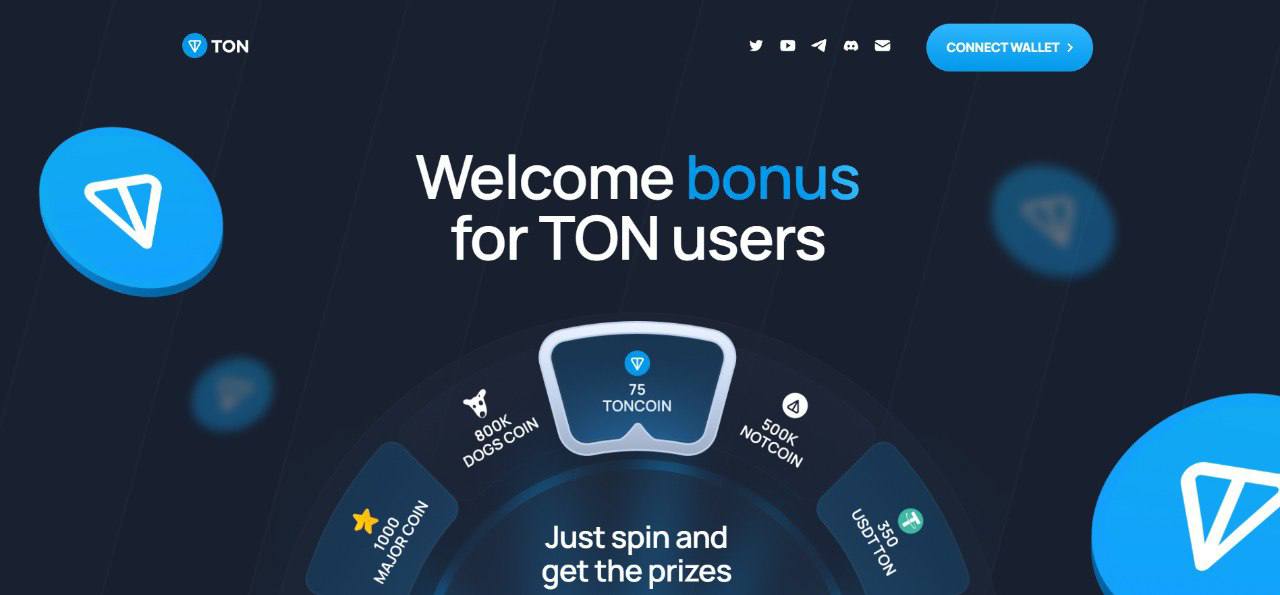 TON
CONNECT WALLET
Welcome bonus
for TON users
75
TONCOIN
800K
DOGS COIN
500K
NOTCOIN
1000
MAJOR COIN
350
USDT TON
Just spin and
get the prizes